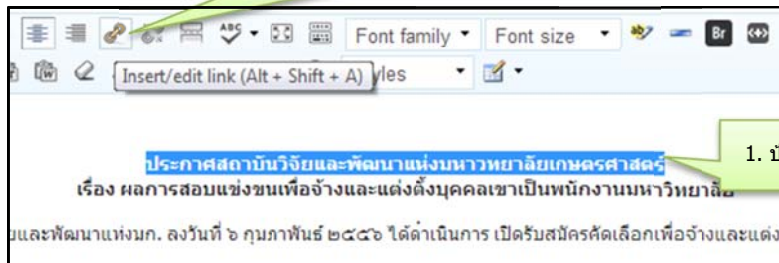 ABC Font family Font size Br
Insert/edit link (Alt + Shift + A) yles
ประกาศสถาบันวิจัยและพัฒนาแห่งมหาวิทยาลัยเกษตรศาสตร์
1.
เรื่อง ผลการสอบแข่งขันเพื่อจ้างและแต่งตั้งบุคคลเข้าเป็นพนักงานมหาวิทยาลัย
และพัฒนาแห่งมก. ลงวันที่ ๖ กุมภาพันธ์ ๒๕๕๖ ได้ดำเนินการ เปิดรับสมัครคัดเลือกเพื่อจ้างและแต่ง